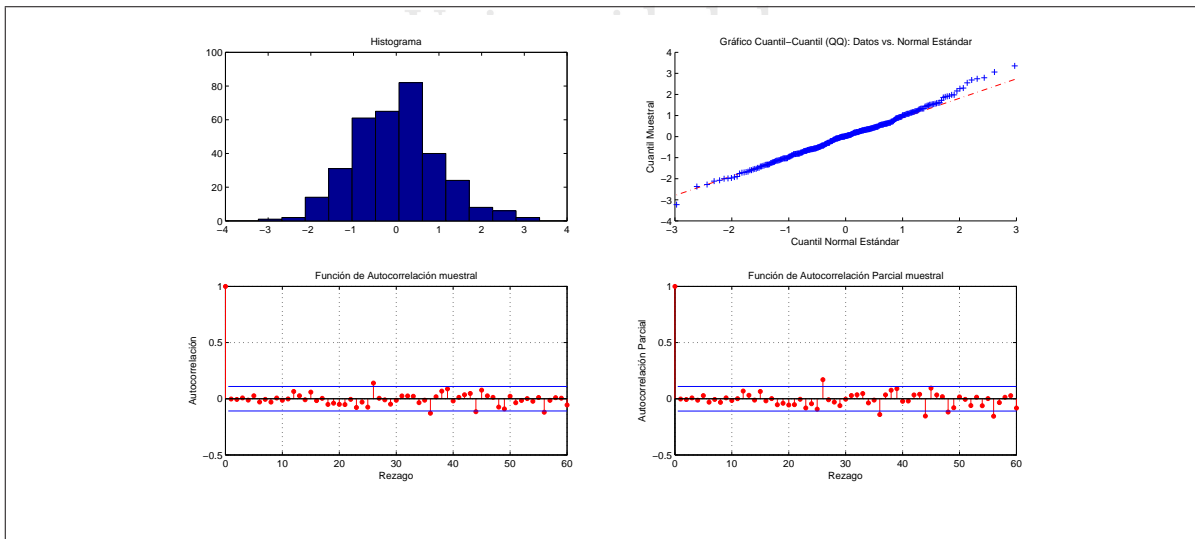 Histograma
100
80
60
40
20
0
−4 −3 −2 −1 0 1 2 3 4
Gráfico Cuantil−Cuantil (QQ): Datos vs. Normal Estándar
Cuantil Muestral
4
3
2
1
0
−1
−2
−3
−4
−3 −2 −1 0 1 2 3
Cuantil Normal Estándar
Función de Autocorrelación muestral
Autocorrelación
1
0.5
0
−0.5
0 10 20 30 40 50 60
Rezago
Función de Autocorrelación Parcial muestral
Autocorrelación Parcial
1
0.5
0
−0.5
0 10 20 30 40 50 60
Rezago